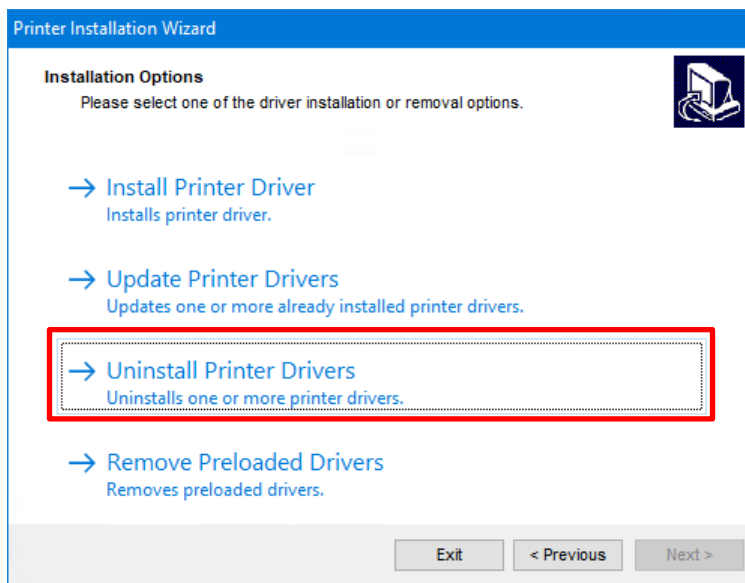 Printer Installation Wizard
Installation Options
Please select one of the driver installation or removal options.
→ Install Printer Driver
Installs printer driver.
→ Update Printer Drivers
Updates one or more already installed printer drivers.
→ Uninstall Printer Drivers
Uninstalls one or more printer drivers.
→ Remove Preloaded Drivers
Removes preloaded drivers.
Exit < Previous Next >